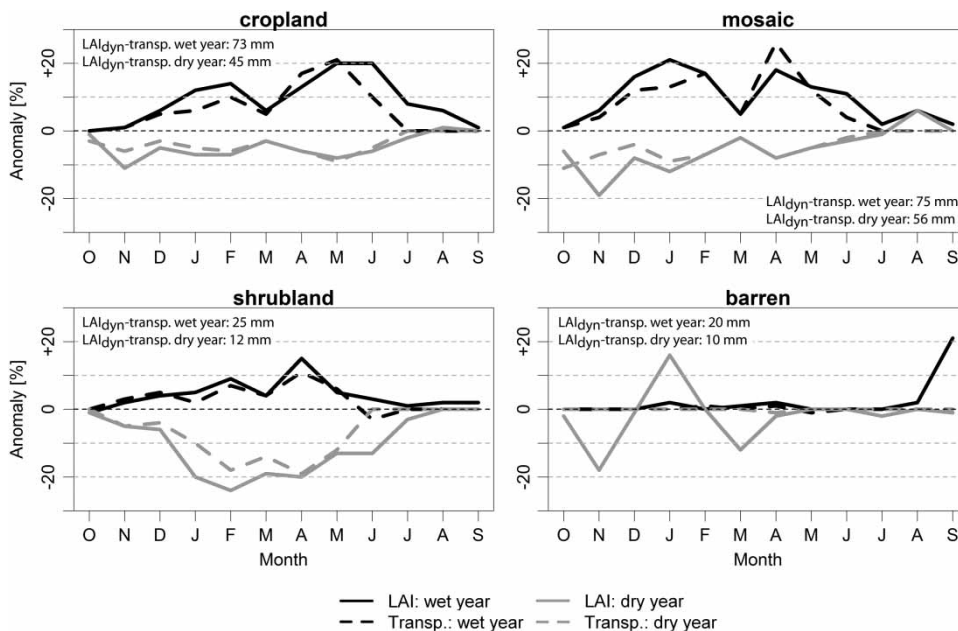 cropland
mosaic
LAIdyn-transp. wet year: 73 mm
LAIdyn-transp. dry year: 45 mm
Anomaly [%]
+20
0
-20
O N D J F M A M J J A S
+20
0
-20
LAIdyn-transp. wet year: 75 mm
LAIdyn-transp. dry year: 56 mm
O N D J F M A M J J A S
shrubland
barren
LAIdyn-transp. wet year: 25 mm
LAIdyn-transp. dry year: 12 mm
Anomaly [%]
+20
0
-20
O N D J F M A M J J A S
Month
LAIdyn-transp. wet year: 20 mm
LAIdyn-transp. dry year: 10 mm
+20
0
-20
O N D J F M A M J J A S
Month
LAI: wet year
LAI: dry year
Transp.: wet year
Transp.: dry year